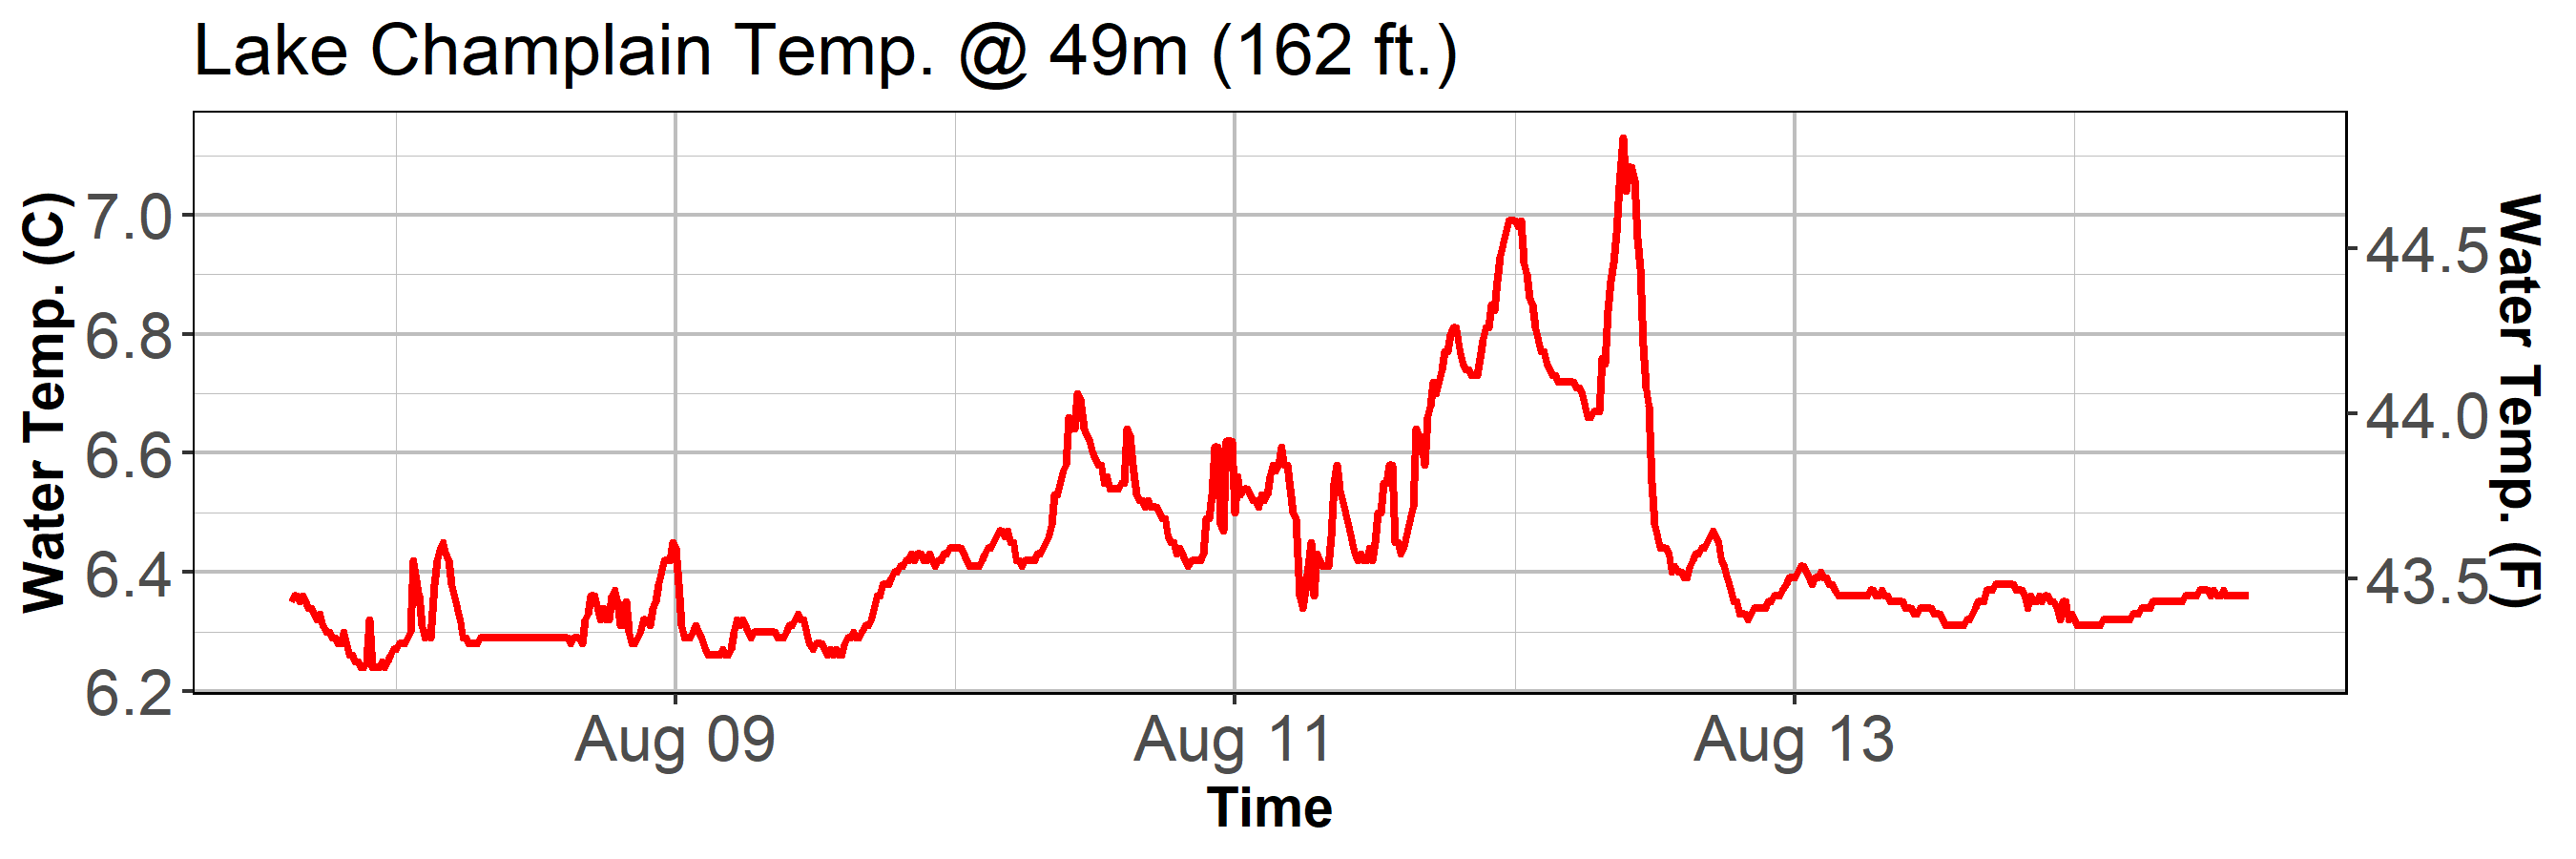 Lake Champlain Temp. @ 49m (162 ft.)
Water Temp. (C)
7.0
6.8
6.6
6.4
6.2
44.5
44.0
43.5
Water Temp. (F)
Aug 09 Aug 11 Aug 13
Time